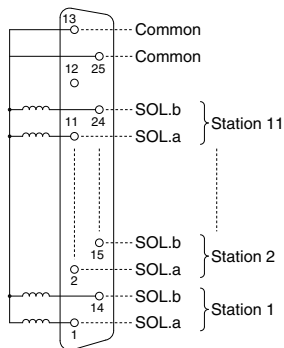 13
Common
Common
12
25
SOL.b
11
24
Station 11
SOL.a
SOL.b
15
Station 2
SOL.a
2
SOL.b
14
Station 1
SOL.a
1